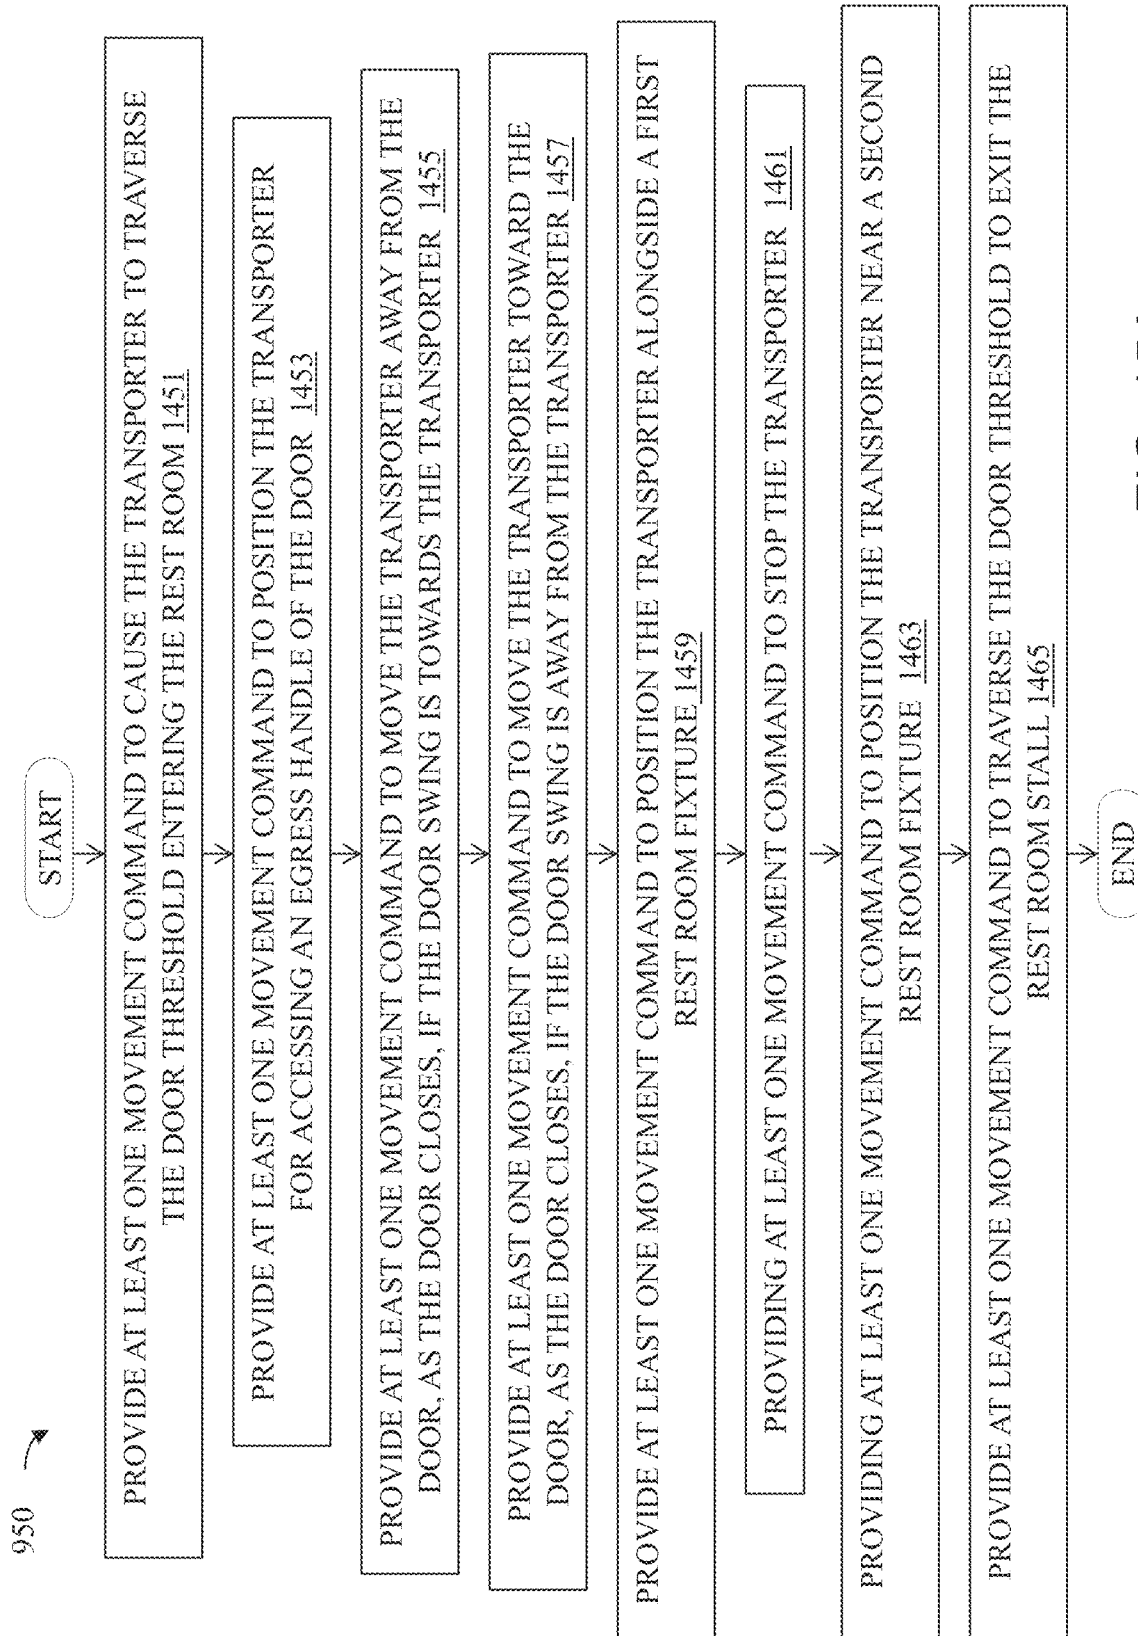 950
START
PROVIDE AT LEAST ONE MOVEMENT COMMAND TO CAUSE THE TRANSPORTER TO TRAVERSE
THE DOOR THRESHOLD ENTERING THE REST ROOM 1451
PROVIDE AT LEAST ONE MOVEMENT COMMAND TO POSITION THE TRANSPORTER
FOR ACCESSING AN EGRESS HANDLE OF THE DOOR 1453
PROVIDE AT LEAST ONE MOVEMENT COMMAND TO MOVE THE TRANSPORTER AWAY FROM THE
DOOR, AS THE DOOR CLOSES, IF THE DOOR SWING IS TOWARDS THE TRANSPORTER 1455
PROVIDE AT LEAST ONE MOVEMENT COMMAND TO MOVE THE TRANSPORTER TOWARD THE
DOOR, AS THE DOOR CLOSES, IF THE DOOR SWING IS AWAY FROM THE TRANSPORTER 1457
PROVIDE AT LEAST ONE MOVEMENT COMMAND TO POSITION THE TRANSPORTER ALONGSIDE A FIRST
REST ROOM FIXTURE 1459
PROVIDING AT LEAST ONE MOVEMENT COMMAND TO STOP THE TRANSPORTER 1461
PROVIDING AT LEAST ONE MOVEMENT COMMAND TO POSITION THE TRANSPORTER NEAR A SECOND
REST ROOM FIXTURE 1463
PROVIDE AT LEAST ONE MOVEMENT COMMAND TO TRAVERSE THE DOOR THRESHOLD TO EXIT THE
REST ROOM STALL 1465
END